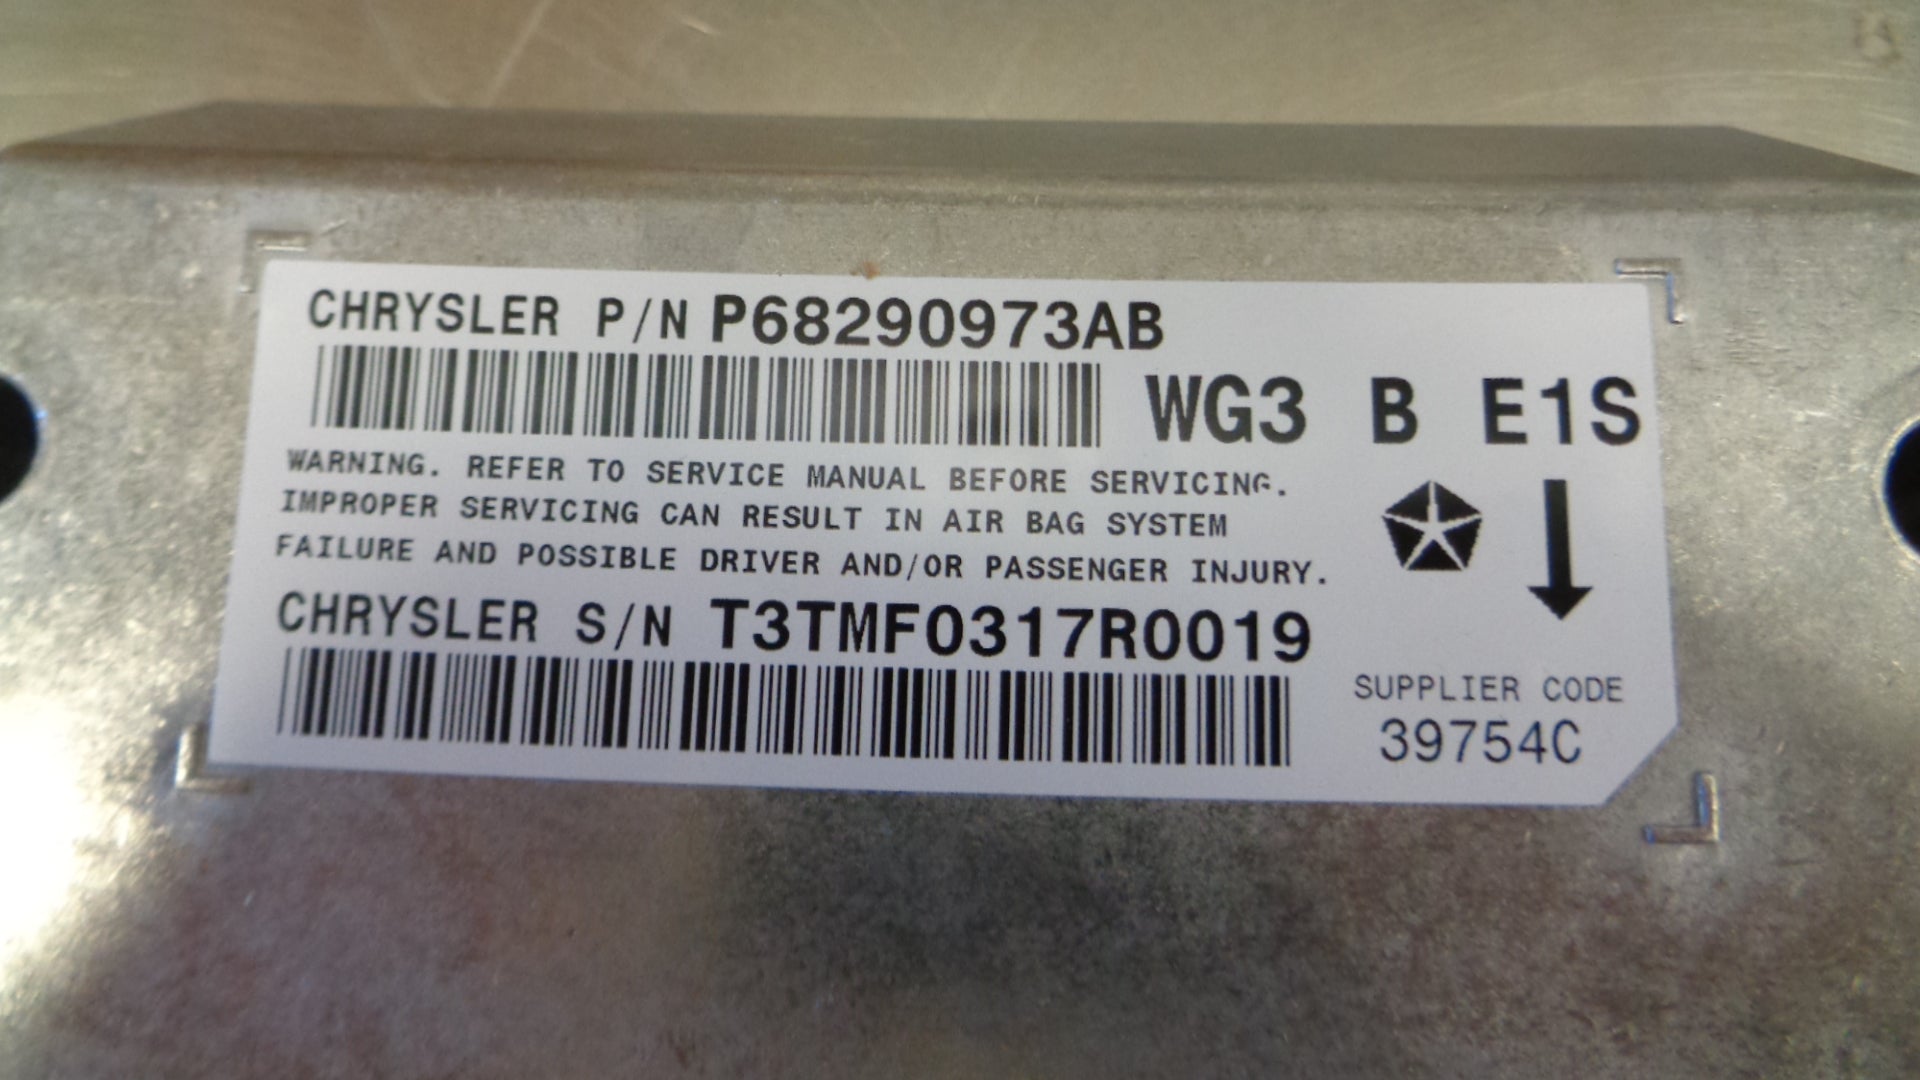 CHRYSLER P/N P68290973AB
WG3 B E1S
WARNING. REFER TO SERVICE MANUAL BEFORE SERVICING.
IMPROPER SERVICING CAN RESULT IN AIR BAG SYSTEM
FAILURE AND POSSIBLE DRIVER AND/OR PASSENGER INJURY.
CHRYSLER S/N T3TMF0317R0019
SUPPLIER CODE
39754C